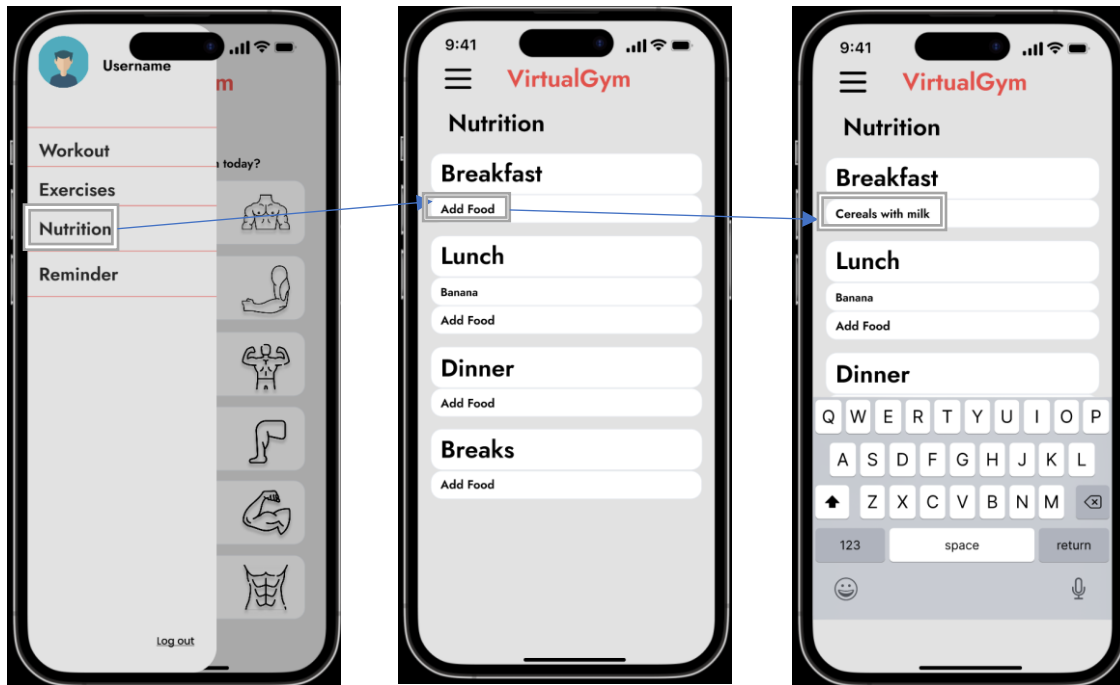 Username
m
Workout
n today?
Exercises
Nutrition
Reminder
Log out
9:41
VirtualGym
Nutrition
Breakfast
Add Food
Lunch
Banana
Add Food
Dinner
Add Food
Breaks
Add Food
9:41
VirtualGym
Nutrition
Breakfast
Cereals with milk
Lunch
Banana
Add Food
Dinner
Q W E R T Y U I O P
A S D F G H J K L
Z X C V B N M
123 space return